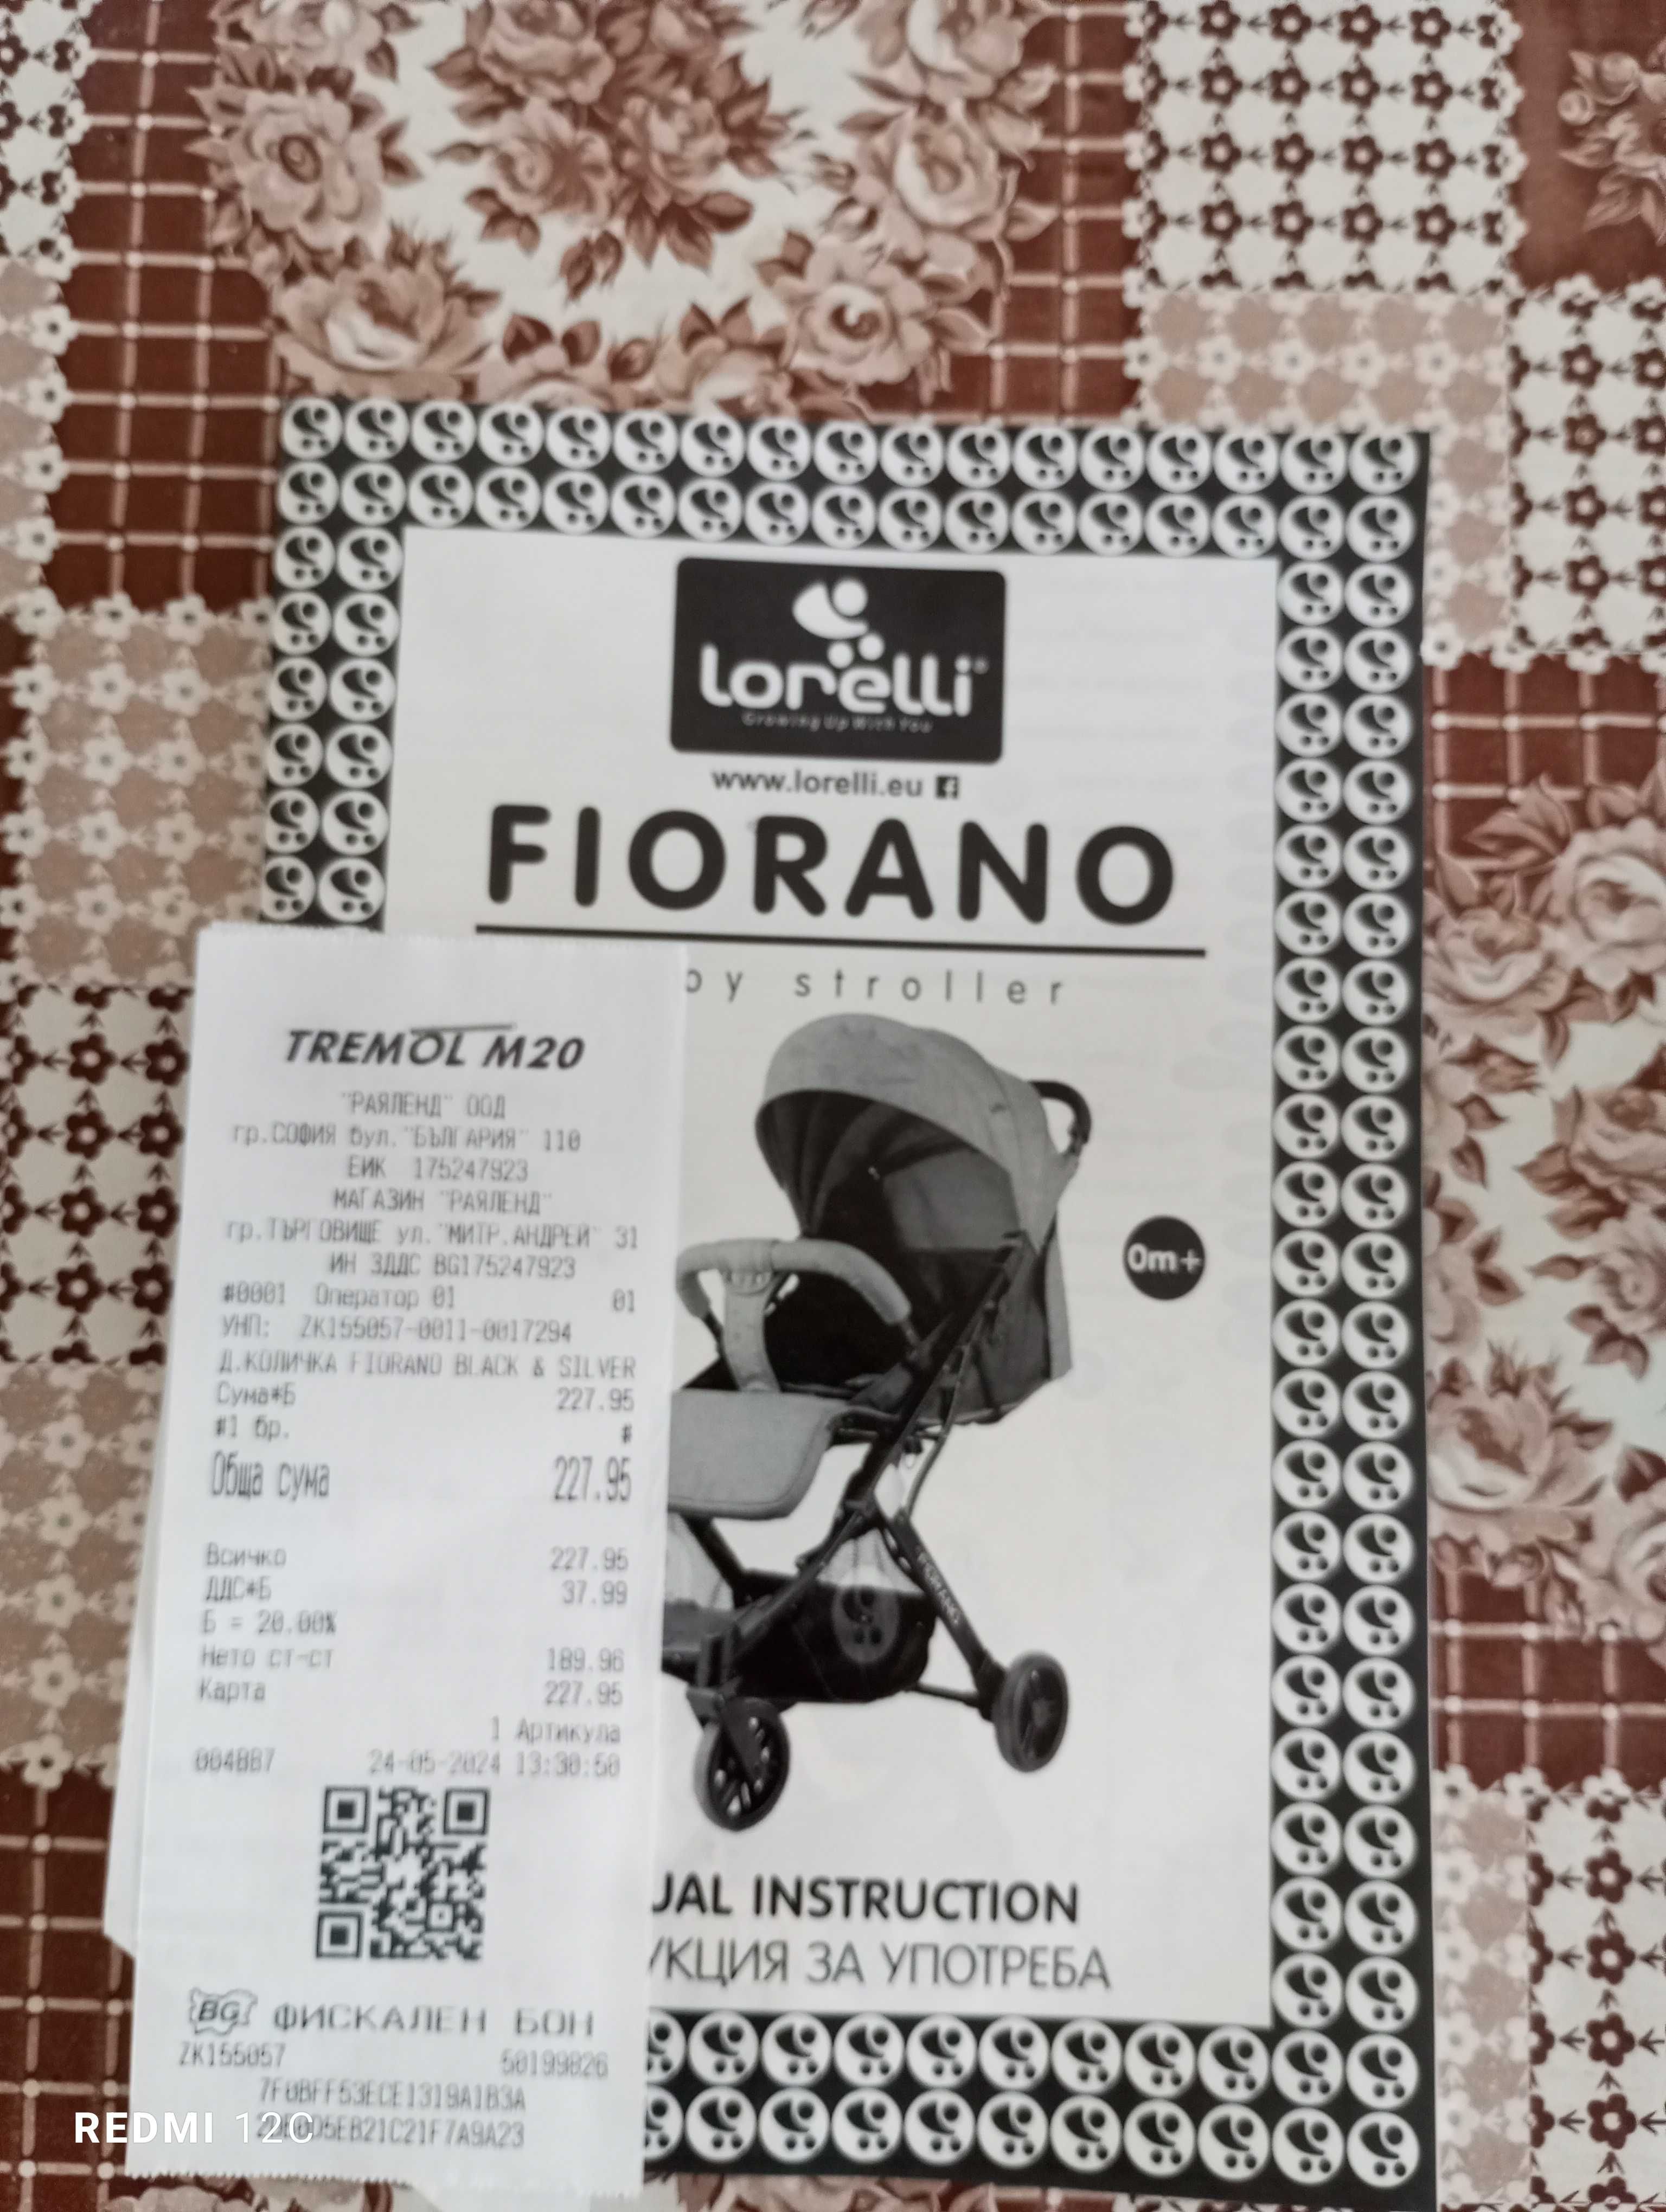 lorelli®
Growing Up With You
www.lorelli.eu
FIORANO
by stroller
0m+
UAL INSTRUCTION
УКЦИЯ ЗА УПОТРЕБА
TREMOL M20
"РАЯЛЕНД" ООД
гр.СОФИЯ бул."БЪЛГАРИЯ" 110
ЕИК 175247923
МАГАЗИН "РАЯЛЕНД"
гр.ТЪРГОВИЩЕ ул."МИТР.АНДРЕЙ" 31
ИН ЗДДС BG175247923
#0001 Оператор 01 01
УНП: ZK155057-0011-0017294
Д.КОЛИЧКА FIORANO BLACK & SILVER
Сума*Б 227.95
#1 бр. #
Обща сума 227.95
Всичко 227.95
ДДС*Б 37.99
Б = 20.00%
Нето ст-ст 189.96
Карта 227.95
1 Артикула
004887 24-05-2024 13:30:50
BG ФИСКАЛЕН БОН
ZK155057 50199826
7F0BFF53ECE1319A1B3A
5EB21C21F7A9A23
REDMI 12C